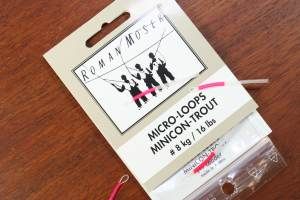 ROMAN MOSER
MICRO-LOOPS
MINICON-TROUT
# 8 kg / 16 lbs